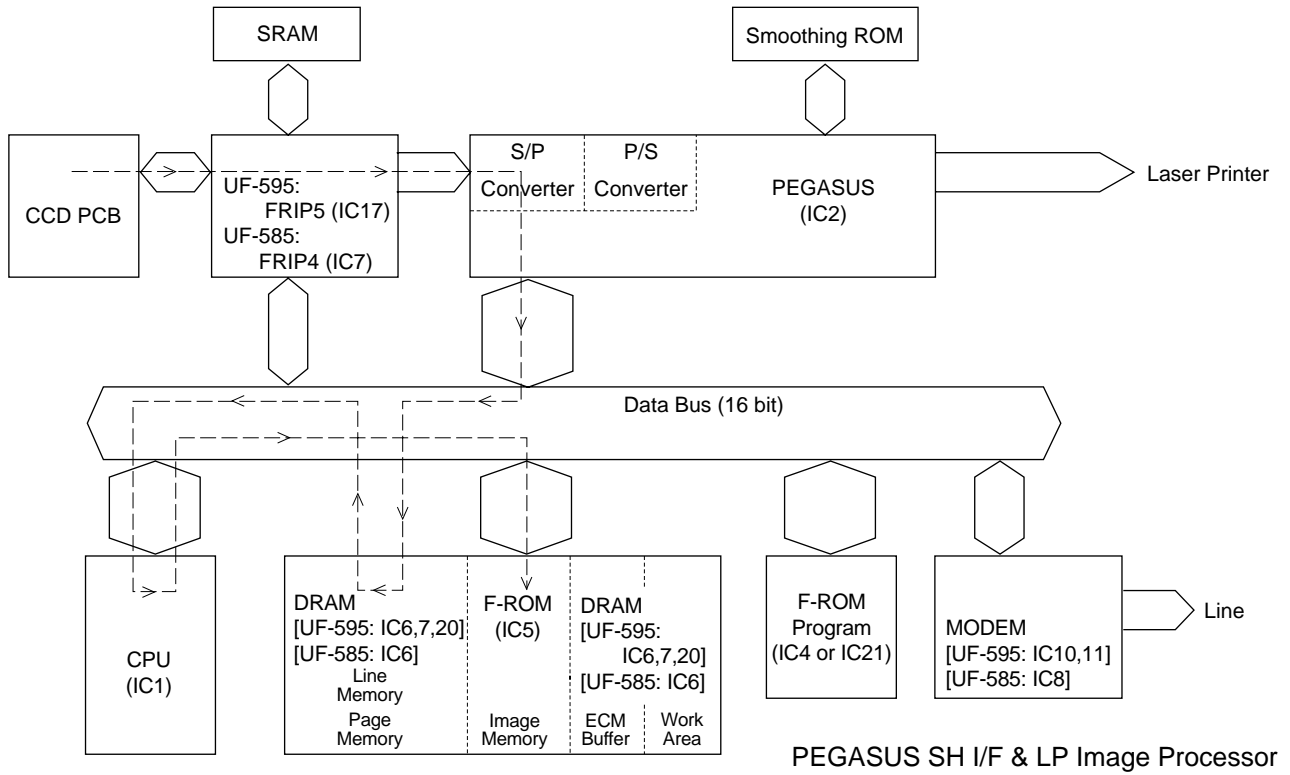 SRAM
Smoothing ROM
CCD PCB
UF-595:
FRIP5 (IC17)
UF-585:
FRIP4 (IC7)
S/P
Converter
P/S
Converter
PEGASUS
(IC2)
Laser Printer
Data Bus (16 bit)
CPU
(IC1)
DRAM
[UF-595: IC6,7,20]
[UF-585: IC6]
Line
Memory
Page
Memory
F-ROM
(IC5)
Image
Memory
DRAM
[UF-595:
IC6,7,20]
[UF-585: IC6]
ECM
Buffer
Work
Area
F-ROM
Program
(IC4 or IC21)
MODEM
[UF-595: IC10,11]
[UF-585: IC8]
Line
PEGASUS SH I/F & LP Image Processor